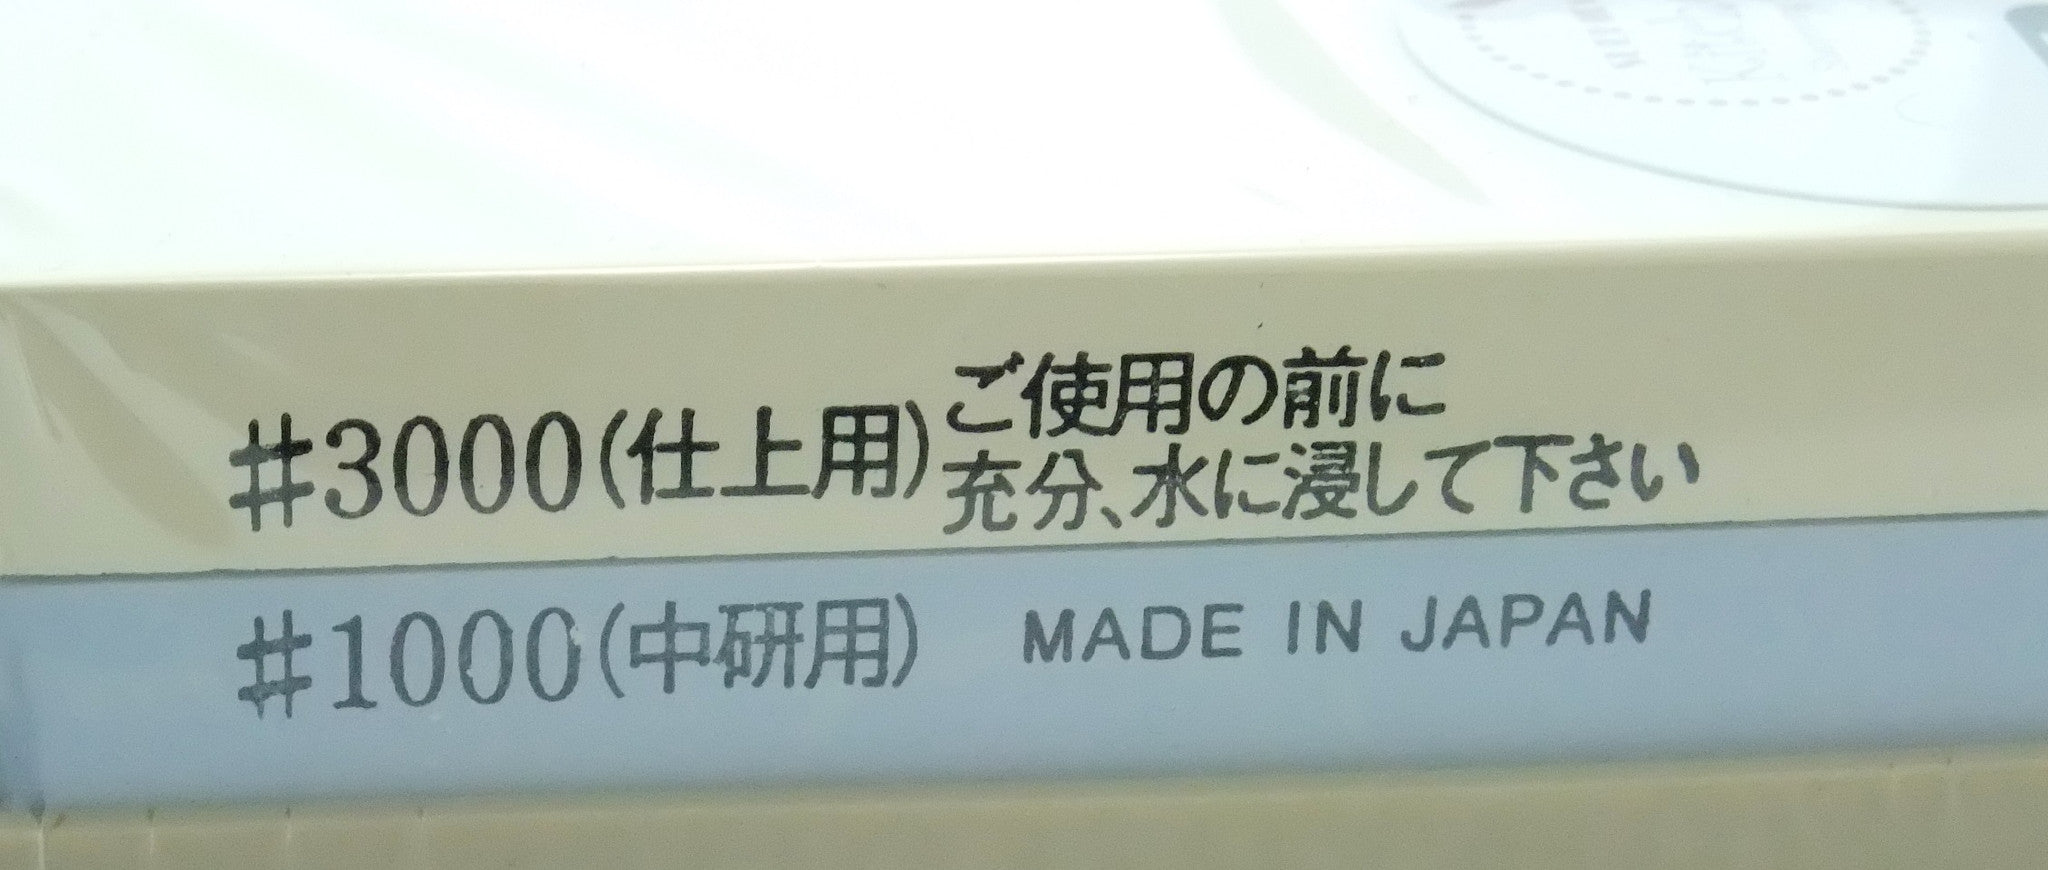 #3000(仕上用)
ご使用の前に
充分、水に浸して下さい
#1000(中研用) MADE IN JAPAN